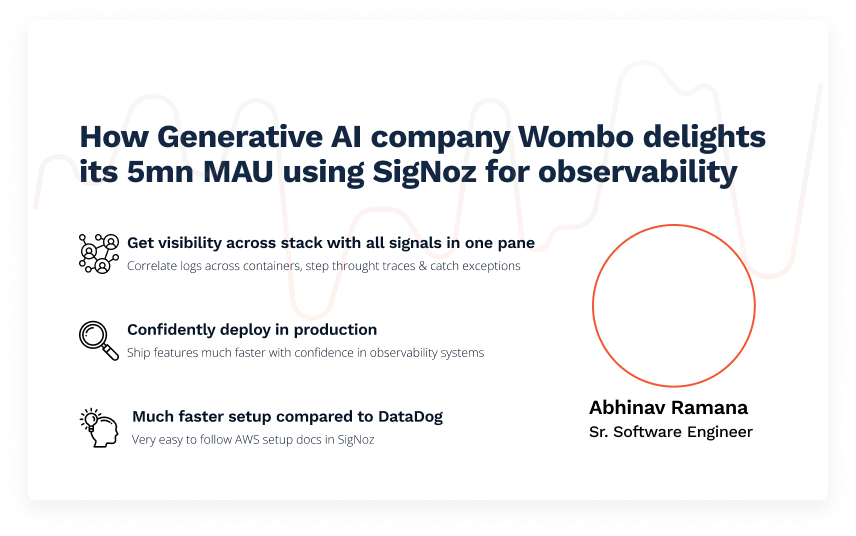 How Generative AI company Wombo delights
its 5mn MAU using SigNoz for observability
Get visibility across stack with all signals in one pane
Correlate logs across containers, step throught traces & catch exceptions
Confidently deploy in production
Ship features much faster with confidence in observability systems
Much faster setup compared to DataDog
Very easy to follow AWS setup docs in SigNoz
Abhinav Ramana
Sr. Software Engineer